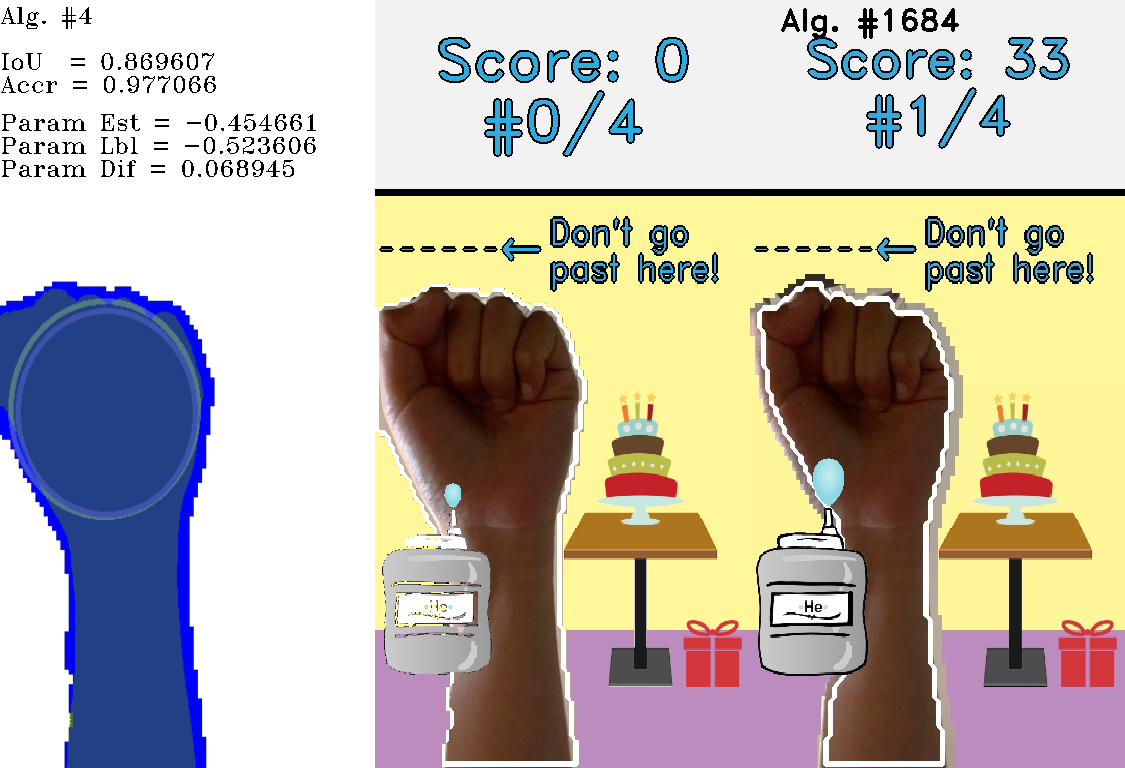 Alg. #4
IoU = 0.869607
Accr = 0.977066
Param Est = −0.454661
Param Lbl = −0.523606
Param Dif = 0.068945
Score: 0
#0/4
Alg. #1684
Score: 33
#1/4
Don't go
past here!
Don't go
past here!
He
He